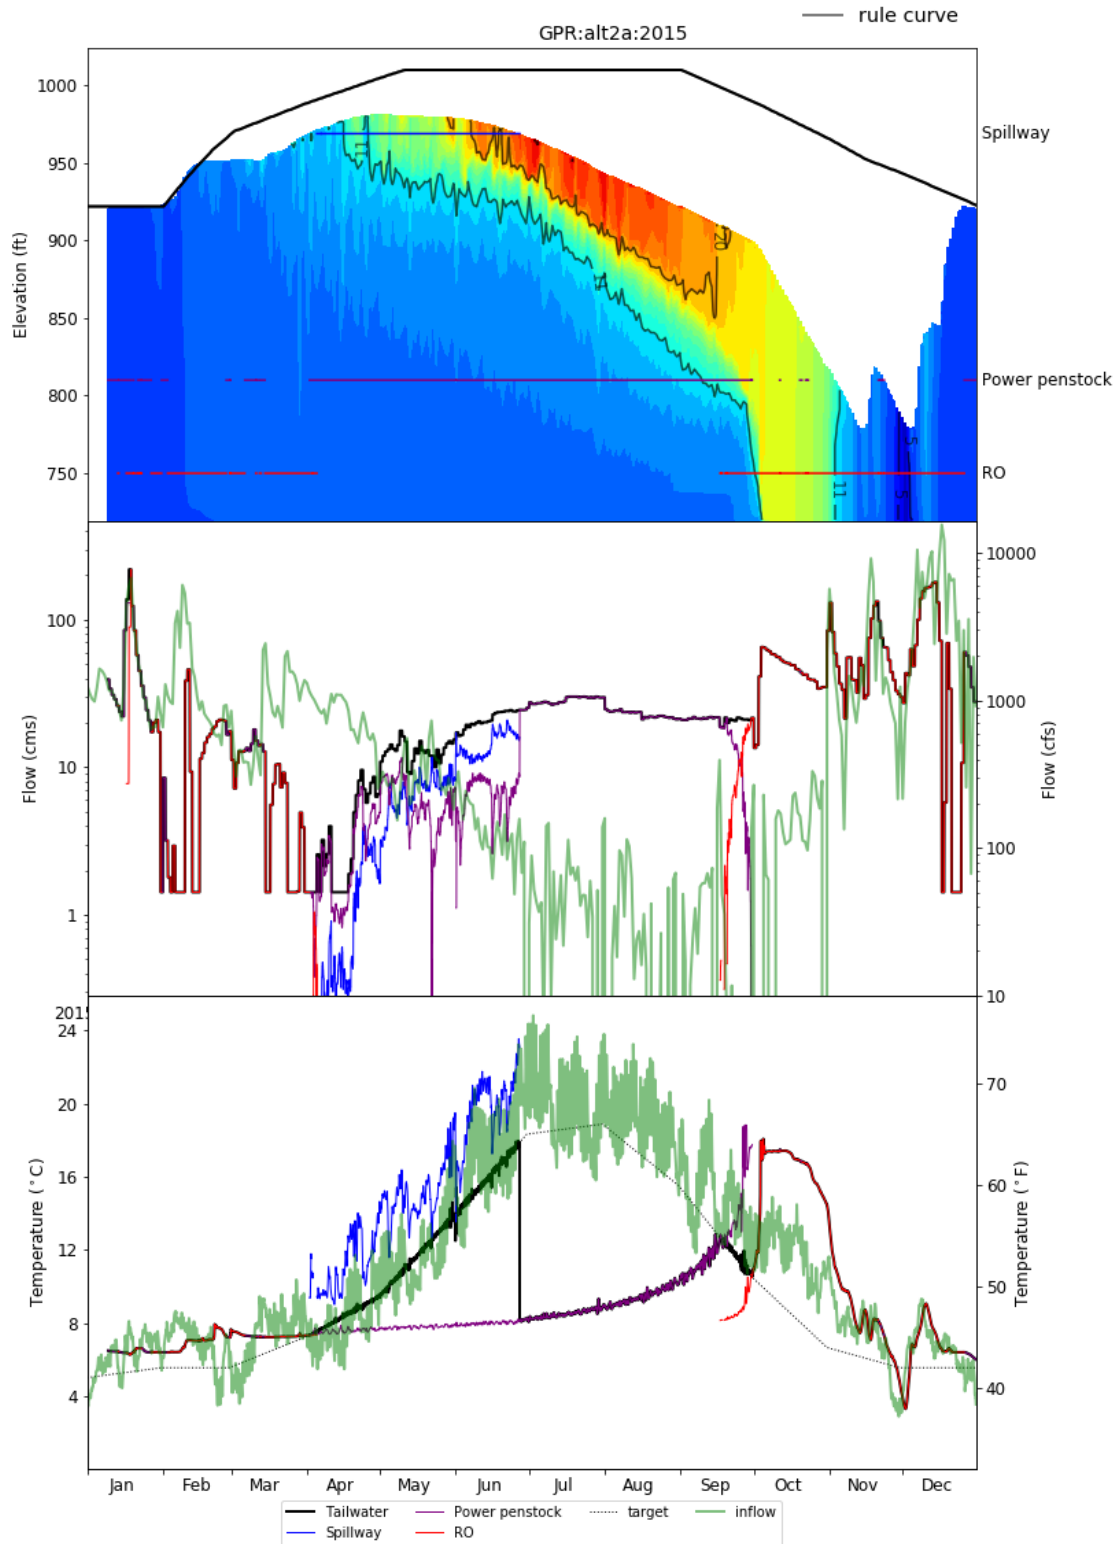 rule curve
GPR:alt2a:2015
1000
950
900
850
800
750
Elevation (ft)
Spillway
Power penstock
RO
11
11
20
11
5
5
100
10
1
Flow (cms)
10000
1000
100
10
Flow (cfs)
2015
24
20
16
12
8
4
Temperature (°C)
70
60
50
40
Temperature (°F)
Jan Feb Mar Apr May Jun Jul Aug Sep Oct Nov Dec
Tailwater Power penstock target inflow
Spillway RO